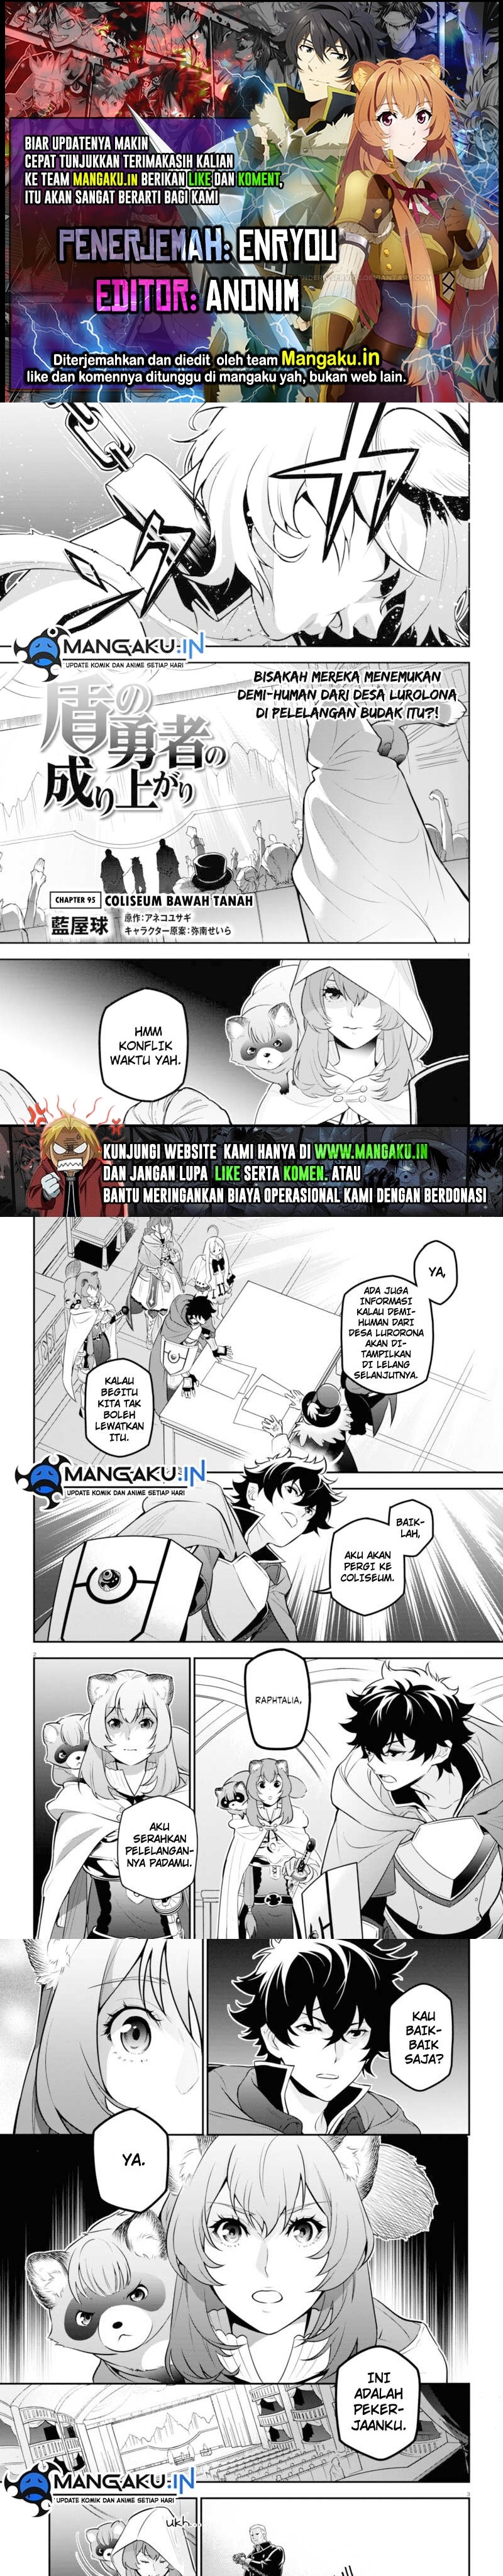 BIAR UPDATENYA MAKIN
CEPAT TUNJUKKAN TERIMAKASIH KALIAN
KE TEAM MANGAKU.IN BERIKAN LIKE DAN KOMENT,
ITU AKAN SANGAT BERARTI BAGI KAMI
PENERJEMAH: ENRYOU
EDITOR: ANONIM
Diterjemahkan dan diedit oleh team Mangaku.in
like dan komennya ditunggu di mangaku yah, bukan web lain.
MANGAKU.IN
UPDATE KOMIK DAN ANIME SETIAP HARI
BISAKAH MEREKA MENEMUKAN
DEMI-HUMAN DARI DESA LUROLONA
DI PELELANGAN BUDAK ITU?!
盾の勇者の
成り上がり
CHAPTER 95 COLISEUM BAWAH TANAH
藍屋球
原作:アネコユサギ
キャラクター原案:弥南せいら
1
HMM
KONFLIK
WAKTU YAH.
KUNJUNGI WEBSITE KAMI HANYA DI WWW.MANGAKU.IN
DAN JANGAN LUPA LIKE SERTA KOMEN. ATAU
BANTU MERINGANKAN BIAYA OPERASIONAL KAMI DENGAN BERDONASI
YA,
ADA JUGA
INFORMASI
KALAU DEMI-
HUMAN DARI
DESA LURORONA
AKAN DI-
TAMPILKAN
DI LELANG
SELANJUTNYA.
KALAU
BEGITU
KITA TAK
BOLEH
LEWATKAN
ITU.
MANGAKU.IN
UPDATE KOMIK DAN ANIME SETIAP HARI
BAIK-
LAH,
AKU AKAN
PERGI KE
COLISEUM.
2
RAPHTALIA,
AKU
SERAHKAN
PELELANGAN-
NYA PADAMU.
KAU
BAIK-
BAIK
SAJA?
YA.
INI
ADALAH
PEKER-
JAANKU.
MANGAKU.IN
UPDATE KOMIK DAN ANIME SETIAP HARI
3
ukh...